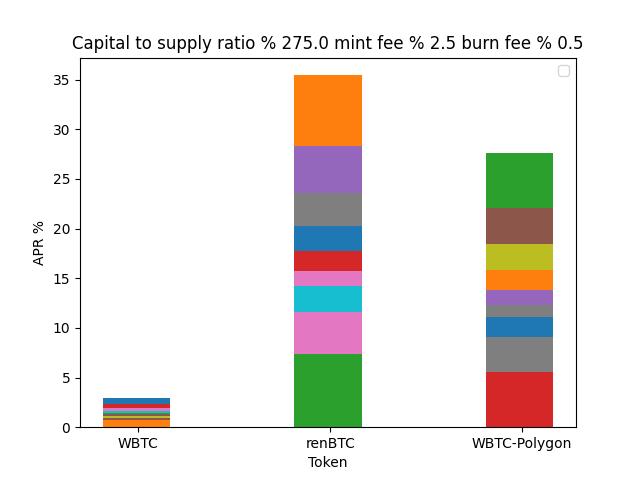 Capital to supply ratio % 275.0 mint fee % 2.5 burn fee % 0.5
35
30
25
20
15
10
5
0
APR %
WBTC
renBTC
WBTC-Polygon
Token